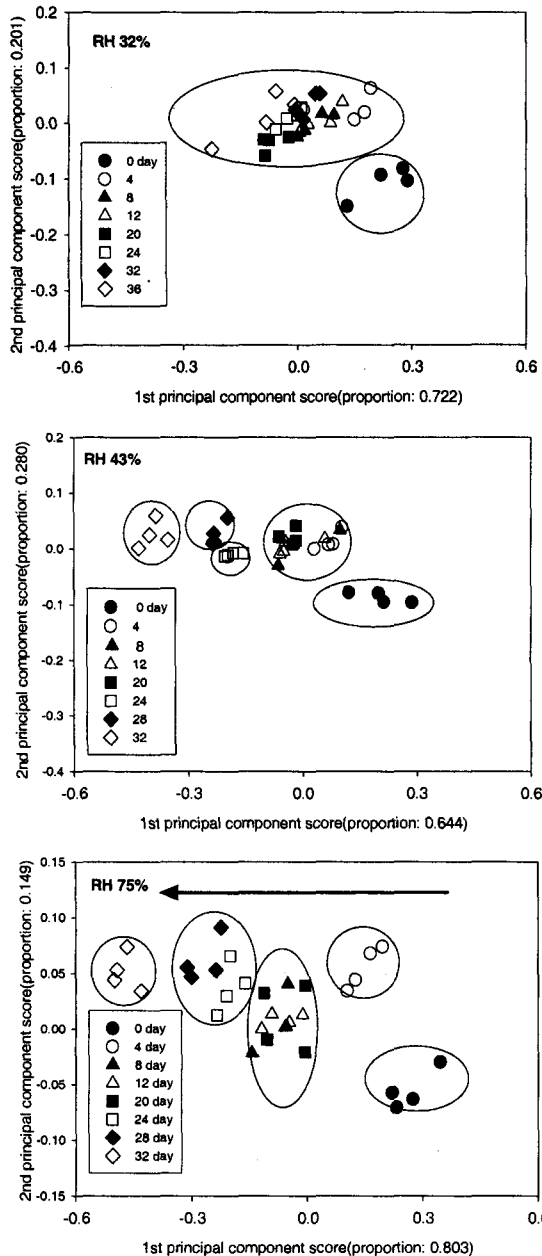 RH 32%
2nd principal component score(proportion: 0.201)
0.2
0.1
0.0
-0.1
-0.2
-0.3
-0.4
0 day
4
8
12
20
24
32
36
-0.6
-0.3
0.0
0.3
0.6
1st principal component score(proportion: 0.722)
RH 43%
2nd principal component score(proportion: 0.280)
0.2
0.1
0.0
-0.1
-0.2
-0.3
-0.4
0 day
4
8
12
20
24
28
32
-0.6
-0.3
0.0
0.3
0.6
1st principal component score(proportion: 0.644)
RH 75%
2nd principal component score(proportion: 0.149)
0.15
0.10
0.05
0.00
-0.05
-0.10
-0.15
0 day
4 day
8 day
12 day
20 day
24 day
28 day
32 day
-0.6
-0.3
0.0
0.3
1st principal component score(proportion: 0.803)